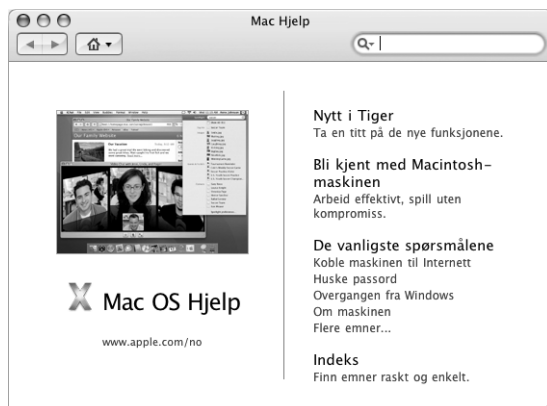 Mac Hjelp
Nytt i Tiger
Ta en titt på de nye funksjonene.
Bli kjent med Macintosh-
maskinen
Arbeid effektivt, spill uten
kompromiss.
De vanligste spørsmålene
Koble maskinen til Internett
Huske passord
Overgangen fra Windows
Om maskinen
Flere emner...
Indeks
Finn emner raskt og enkelt.
Mac OS Hjelp
www.apple.com/no